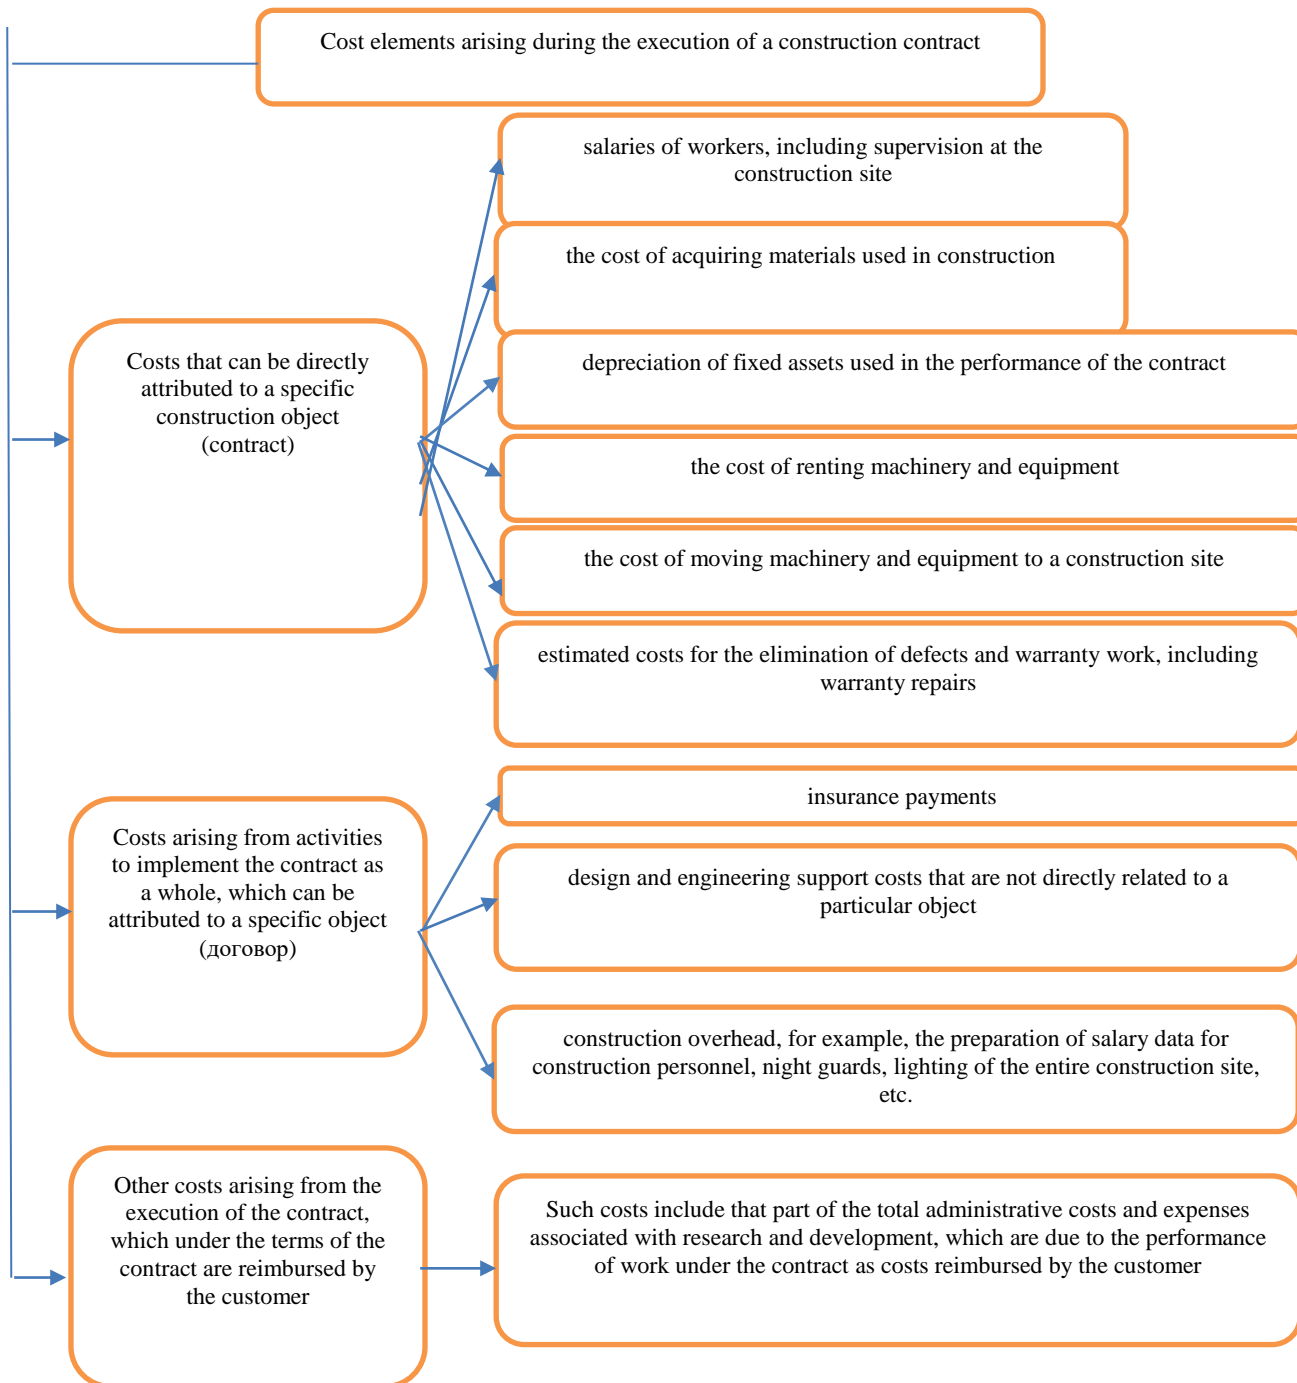 Cost elements arising during the execution of a construction contract
salaries of workers, including supervision at the
construction site
the cost of acquiring materials used in construction
Costs that can be directly
attributed to a specific
construction object
(contract)
depreciation of fixed assets used in the performance of the contract
the cost of renting machinery and equipment
the cost of moving machinery and equipment to a construction site
estimated costs for the elimination of defects and warranty work, including
warranty repairs
Costs arising from activities
to implement the contract as
a whole, which can be
attributed to a specific object
(договор)
insurance payments
design and engineering support costs that are not directly related to a
particular object
construction overhead, for example, the preparation of salary data for
construction personnel, night guards, lighting of the entire construction site,
etc.
Other costs arising from the
execution of the contract,
which under the terms of the
contract are reimbursed by
the customer
Such costs include that part of the total administrative costs and expenses
associated with research and development, which are due to the performance
of work under the contract as costs reimbursed by the customer